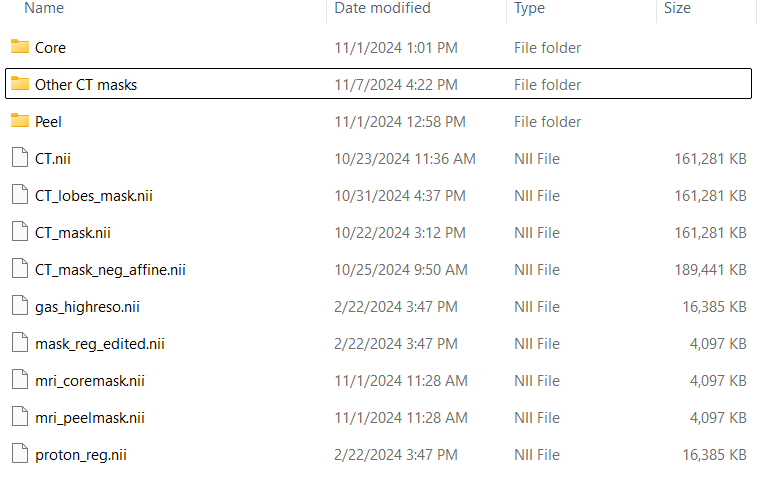 Name Date modified Type Size
Core 11/1/2024 1:01 PM File folder
Other CT masks 11/7/2024 4:22 PM File folder
Peel 11/1/2024 12:58 PM File folder
CT.nii 10/23/2024 11:36 AM NII File 161,281 KB
CT_lobes_mask.nii 10/31/2024 4:37 PM NII File 161,281 KB
CT_mask.nii 10/22/2024 3:12 PM NII File 161,281 KB
CT_mask_neg_affine.nii 10/25/2024 9:50 AM NII File 189,441 KB
gas_highreso.nii 2/22/2024 3:47 PM NII File 16,385 KB
mask_reg_edited.nii 2/22/2024 3:47 PM NII File 4,097 KB
mri_coremask.nii 11/1/2024 11:28 AM NII File 4,097 KB
mri_peelmask.nii 11/1/2024 11:28 AM NII File 4,097 KB
proton_reg.nii 2/22/2024 3:47 PM NII File 16,385 KB